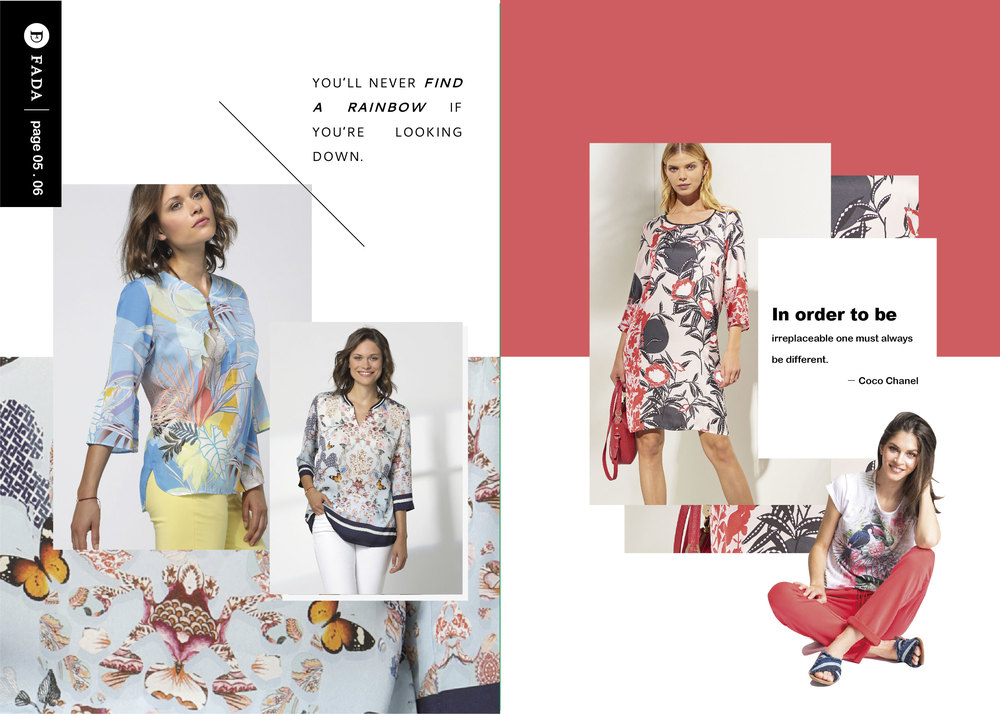 FADA | page 05 . 06
YOU'LL NEVER FIND
A RAINBOW IF
YOU'RE LOOKING
DOWN.
In order to be
irreplaceable one must always
be different.
— Coco Chanel